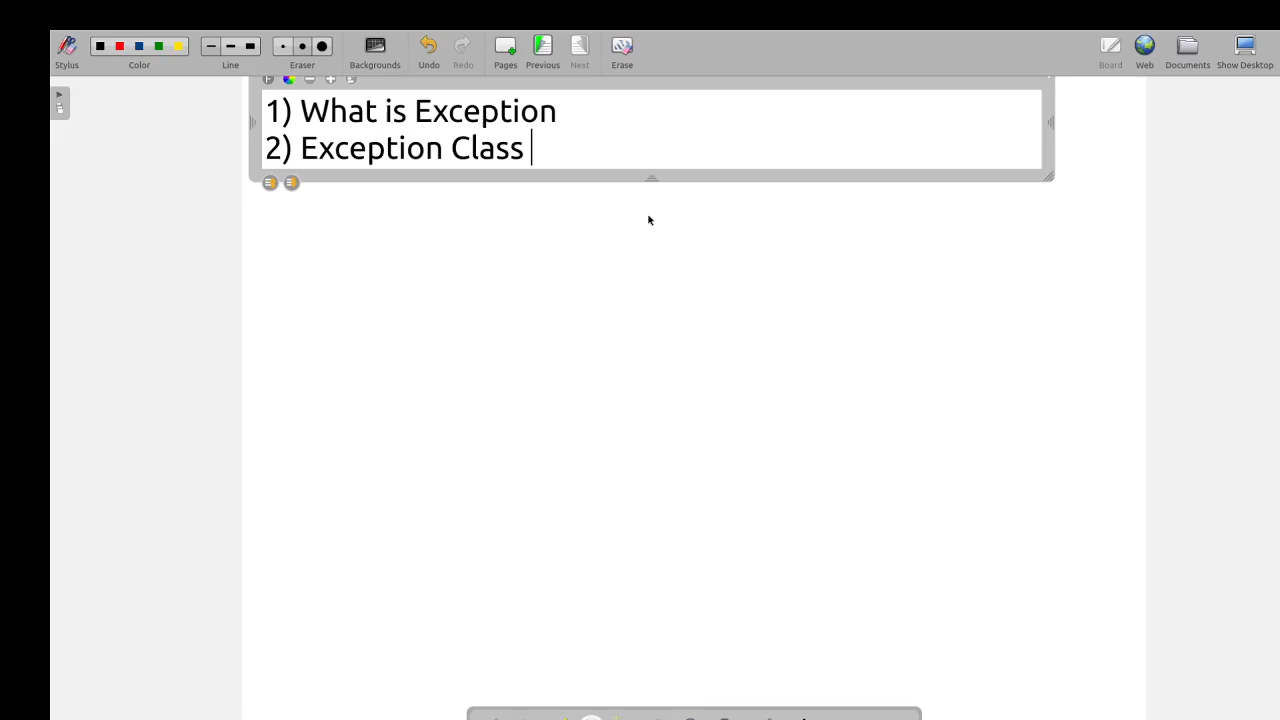 Stylus Color Line Eraser Backgrounds Undo Redo Pages Previous Next Erase Board Web Documents Show Desktop
1) What is Exception
2) Exception Class